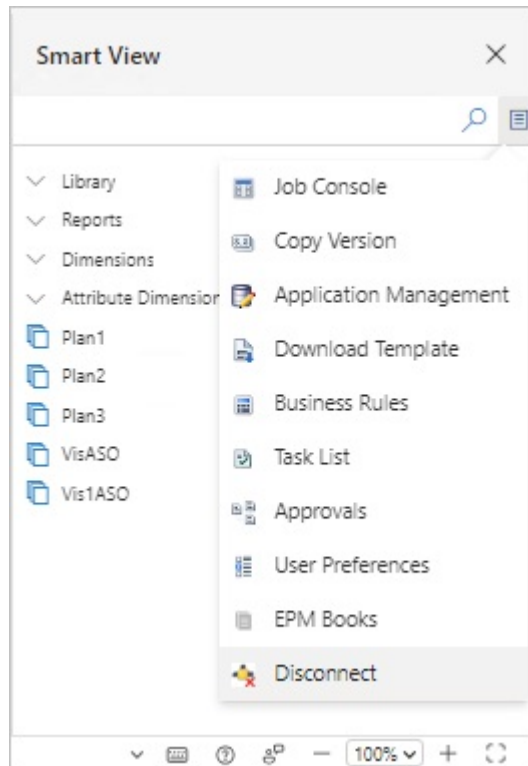 Smart View
Library
Reports
Dimensions
Attribute Dimension
Plan1
Plan2
Plan3
VisASO
Vis1ASO
Job Console
Copy Version
Application Management
Download Template
Business Rules
Task List
Approvals
User Preferences
EPM Books
Disconnect
100%